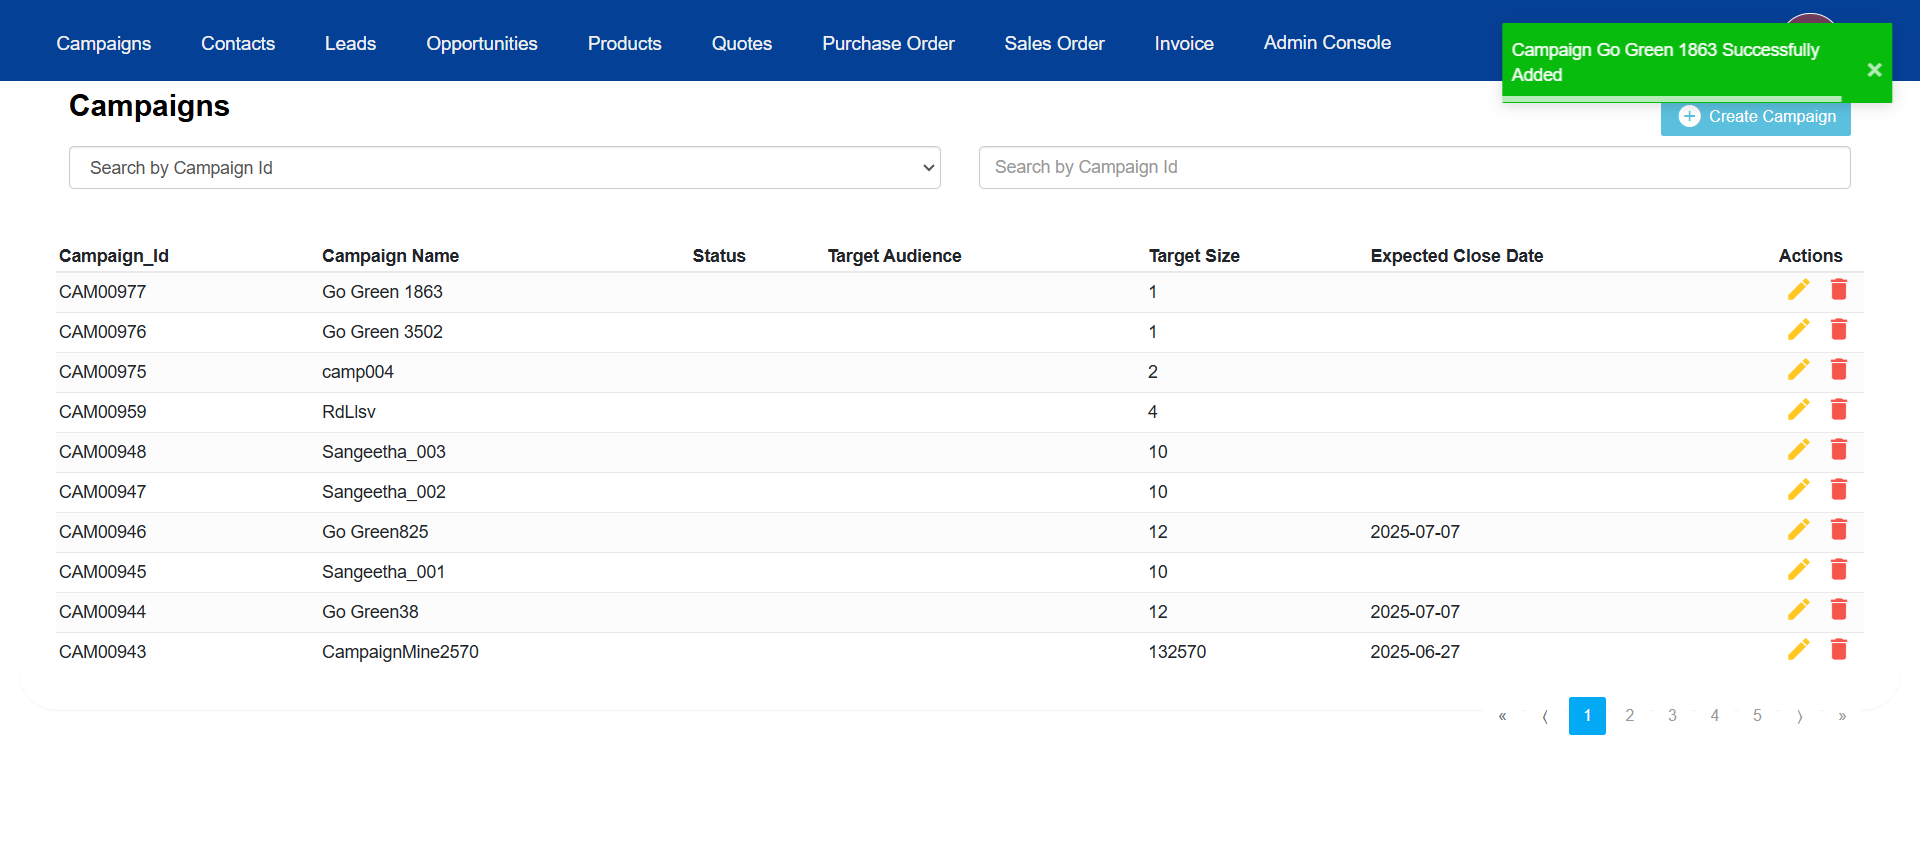 Campaigns Contacts Leads Opportunities Products Quotes Purchase Order Sales Order Invoice Admin Console
Campaign Go Green 1863 Successfully
Added
×
Campaigns
Create Campaign
Search by Campaign Id
Search by Campaign Id
Campaign_Id Campaign Name Status Target Audience Target Size Expected Close Date Actions
CAM00977 Go Green 1863 1
CAM00976 Go Green 3502 1
CAM00975 camp004 2
CAM00959 RdLlsv 4
CAM00948 Sangeetha_003 10
CAM00947 Sangeetha_002 10
CAM00946 Go Green825 12 2025-07-07
CAM00945 Sangeetha_001 10
CAM00944 Go Green38 12 2025-07-07
CAM00943 CampaignMine2570 132570 2025-06-27
« ⟨ 1 2 3 4 5 ⟩ »